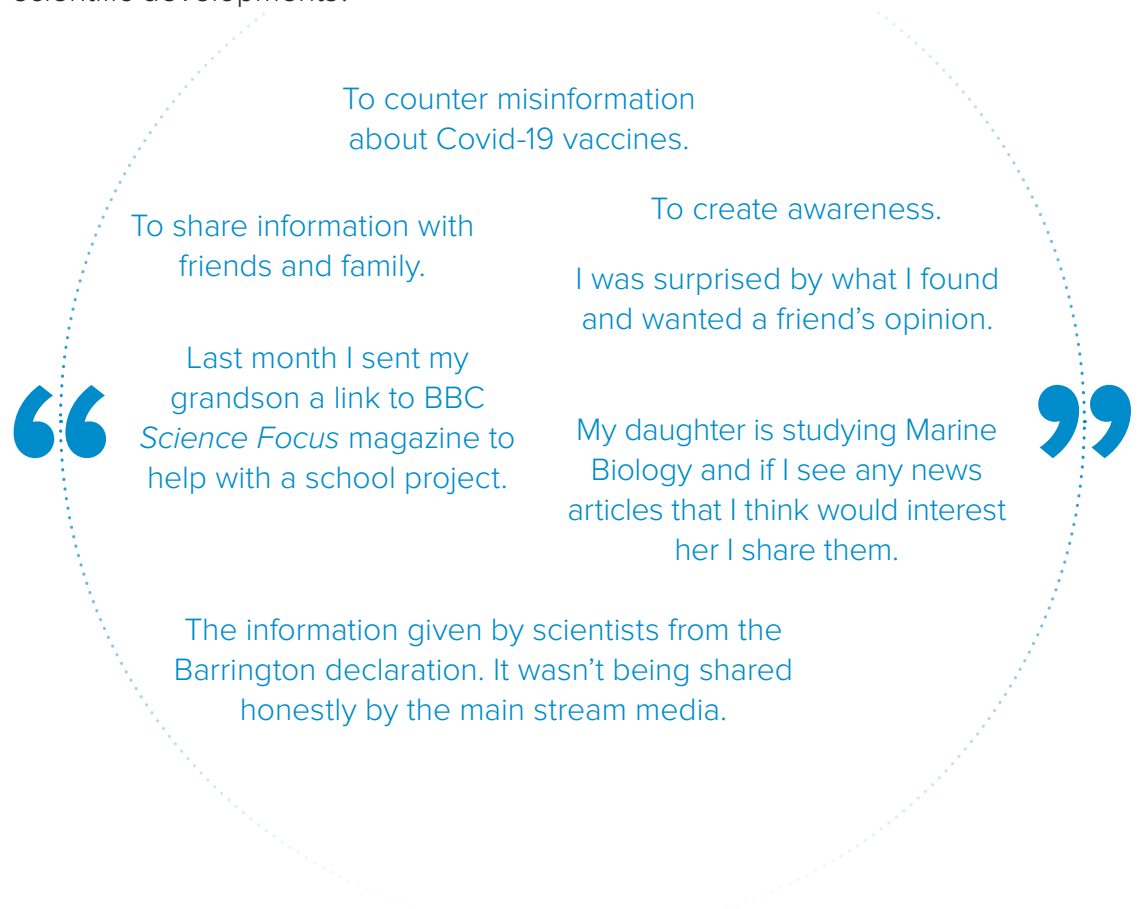 scientific developments.
To counter misinformation
about Covid-19 vaccines.
To share information with
friends and family.
To create awareness.
I was surprised by what I found
and wanted a friend’s opinion.
Last month I sent my
grandson a link to BBC
Science Focus magazine to
help with a school project.
“
”
My daughter is studying Marine
Biology and if I see any news
articles that I think would interest
her I share them.
The information given by scientists from the
Barrington declaration. It wasn’t being shared
honestly by the main stream media.